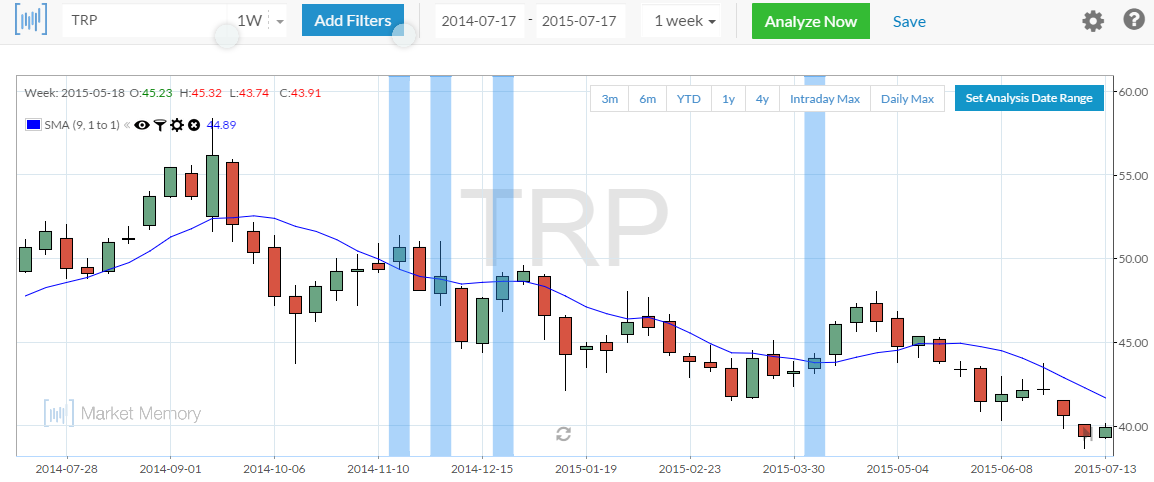 TRP 1W Add Filters 2014-07-17 - 2015-07-17 1 week Analyze Now Save
Week: 2015-05-18 O:45.23 H:45.32 L:43.74 C:43.91
3m 6m YTD 1y 4y Intraday Max Daily Max Set Analysis Date Range
60.00
SMA (9, 1 to 1) « 44.89
55.00
TRP
50.00
45.00
Market Memory
40.00
2014-07-28 2014-09-01 2014-10-06 2014-11-10 2014-12-15 2015-01-19 2015-02-23 2015-03-30 2015-05-04 2015-06-08 2015-07-13